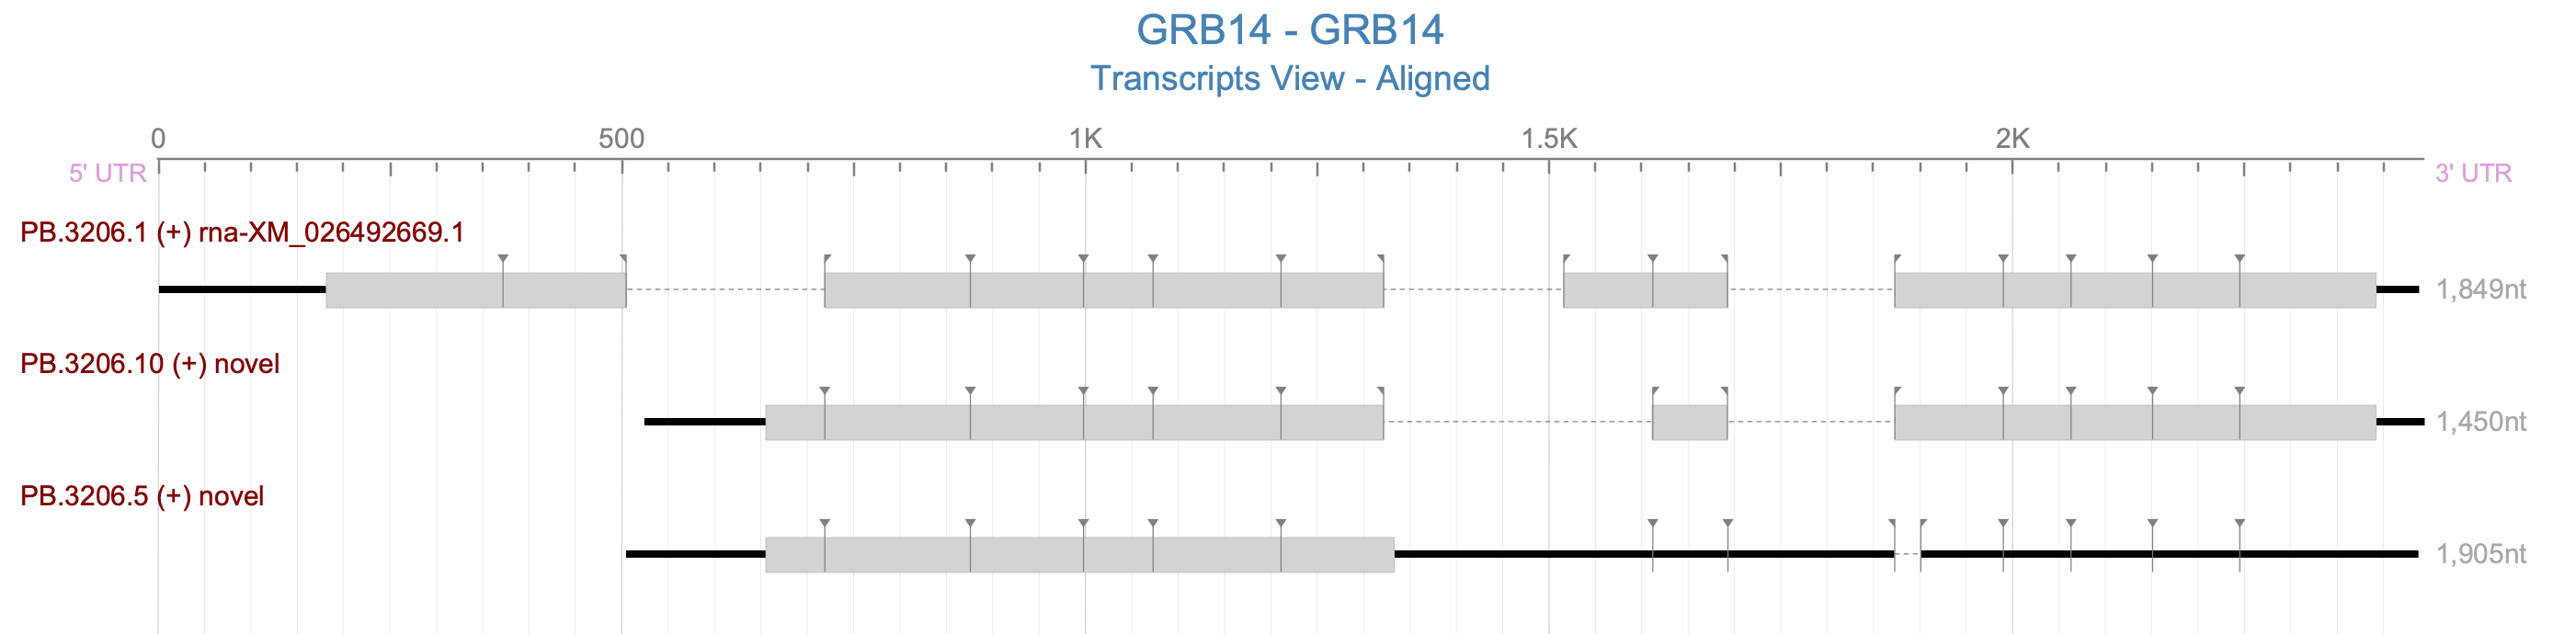 GRB14 - GRB14
Transcripts View - Aligned
0 500 1K 1.5K 2K
5' UTR 3' UTR
PB.3206.1 (+) rna-XM_026492669.1
1,849nt
PB.3206.10 (+) novel
1,450nt
PB.3206.5 (+) novel
1,905nt